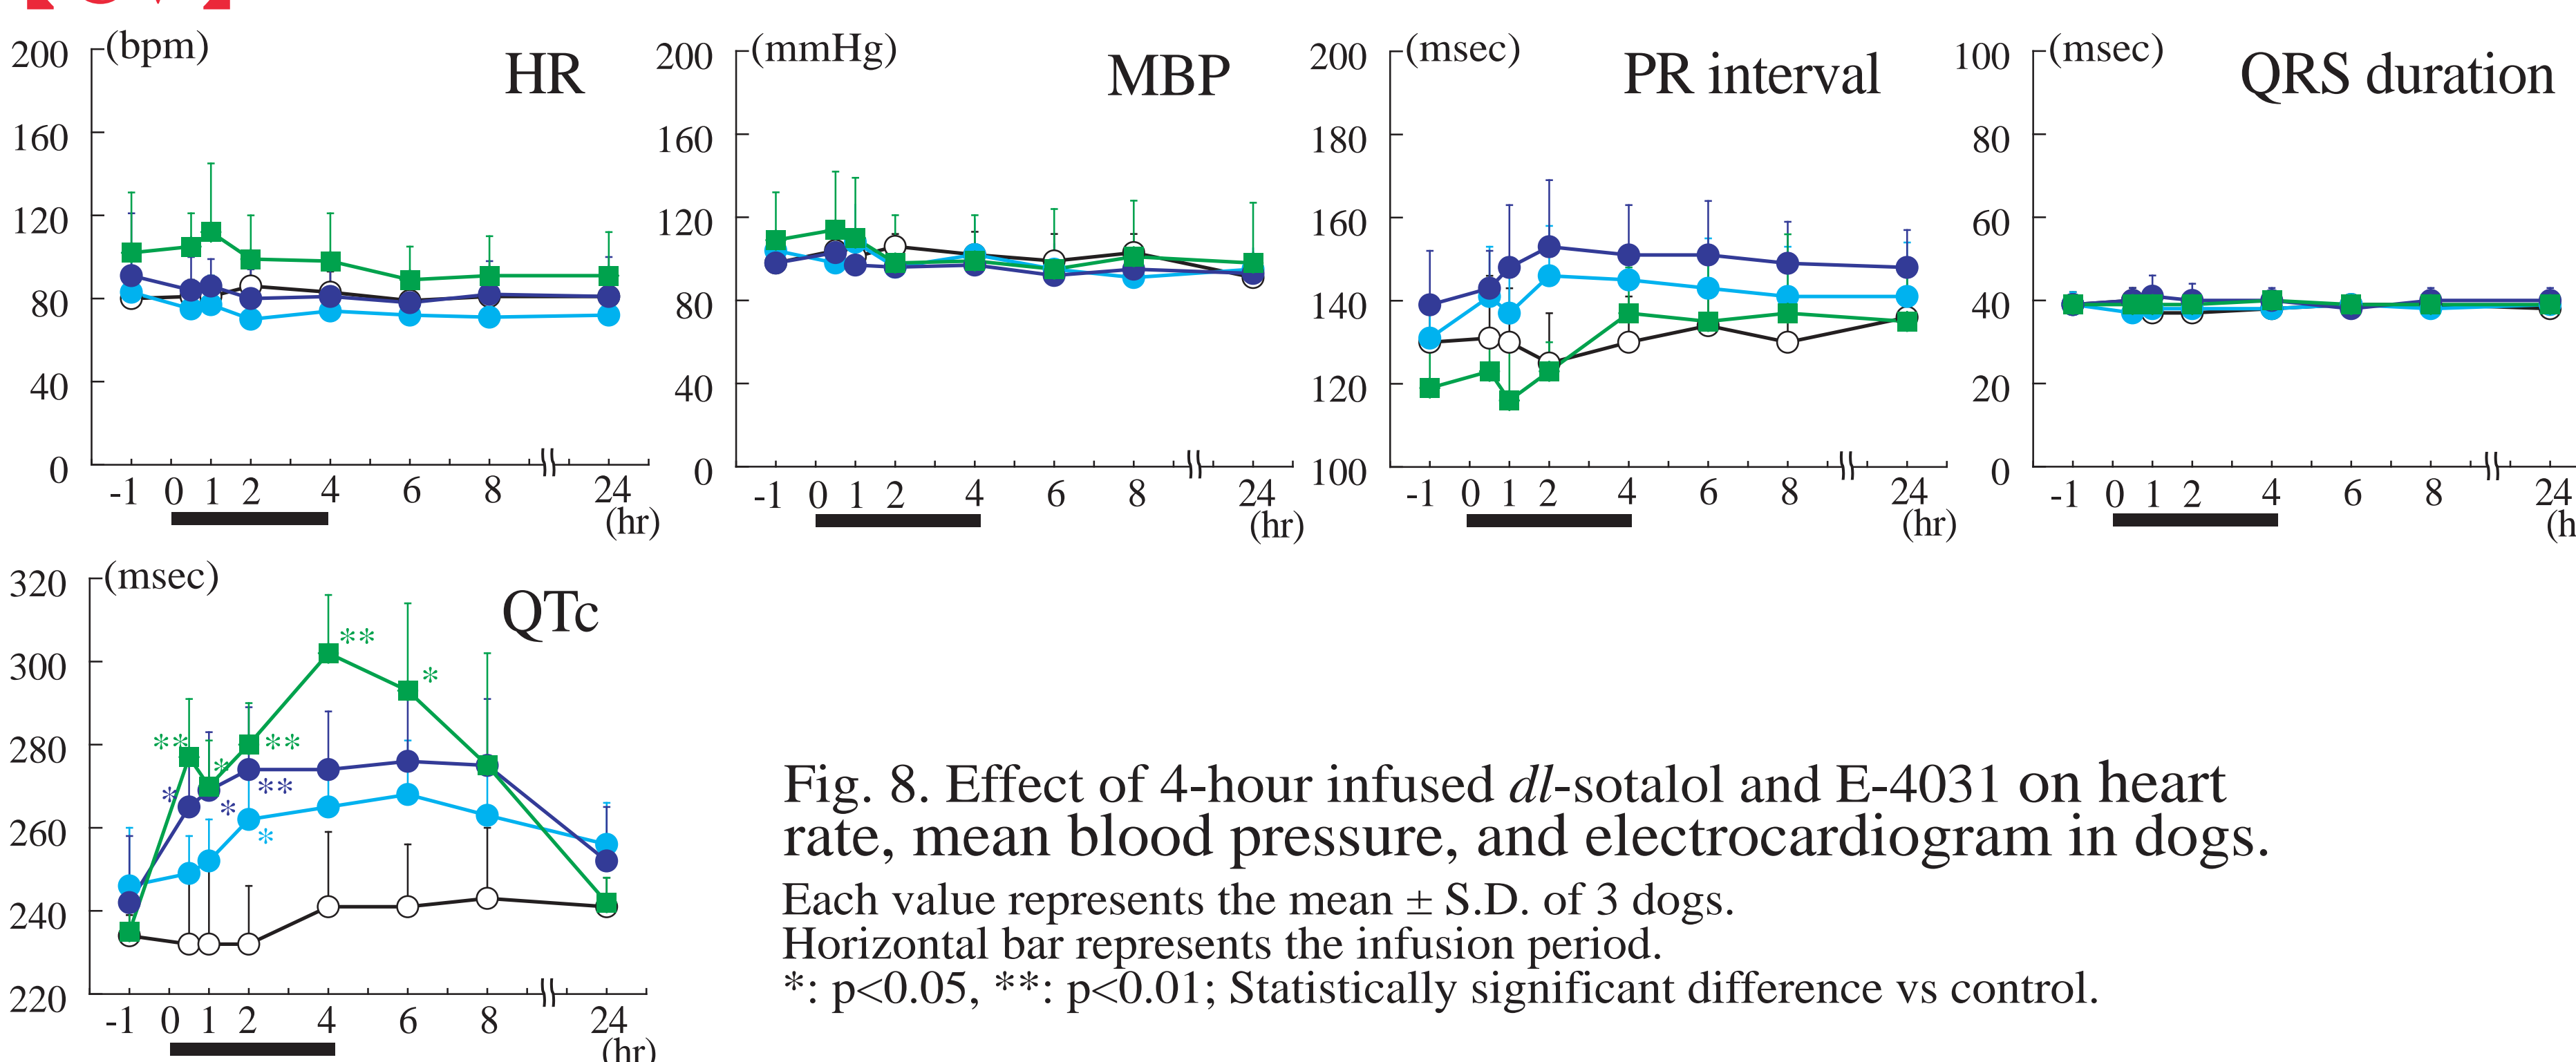 (bpm) HR
200
160
120
80
40
0
-1 0 1 2 4 6 8 24
(hr)
(mmHg) MBP
200
160
120
80
40
0
-1 0 1 2 4 6 8 24
(hr)
(msec) PR interval
200
180
160
140
120
100
-1 0 1 2 4 6 8 24
(hr)
(msec) QRS duration
100
80
60
40
20
0
-1 0 1 2 4 6 8 24
(msec) QTc
320
300
280
260
240
220
** * ** ** *
* * **
*
-1 0 1 2 4 6 8 24
(hr)
Fig. 8. Effect of 4-hour infused dl-sotalol and E-4031 on heart
rate, mean blood pressure, and electrocardiogram in dogs.
Each value represents the mean ± S.D. of 3 dogs.
Horizontal bar represents the infusion period.
*: p<0.05, **: p<0.01; Statistically significant difference vs control.